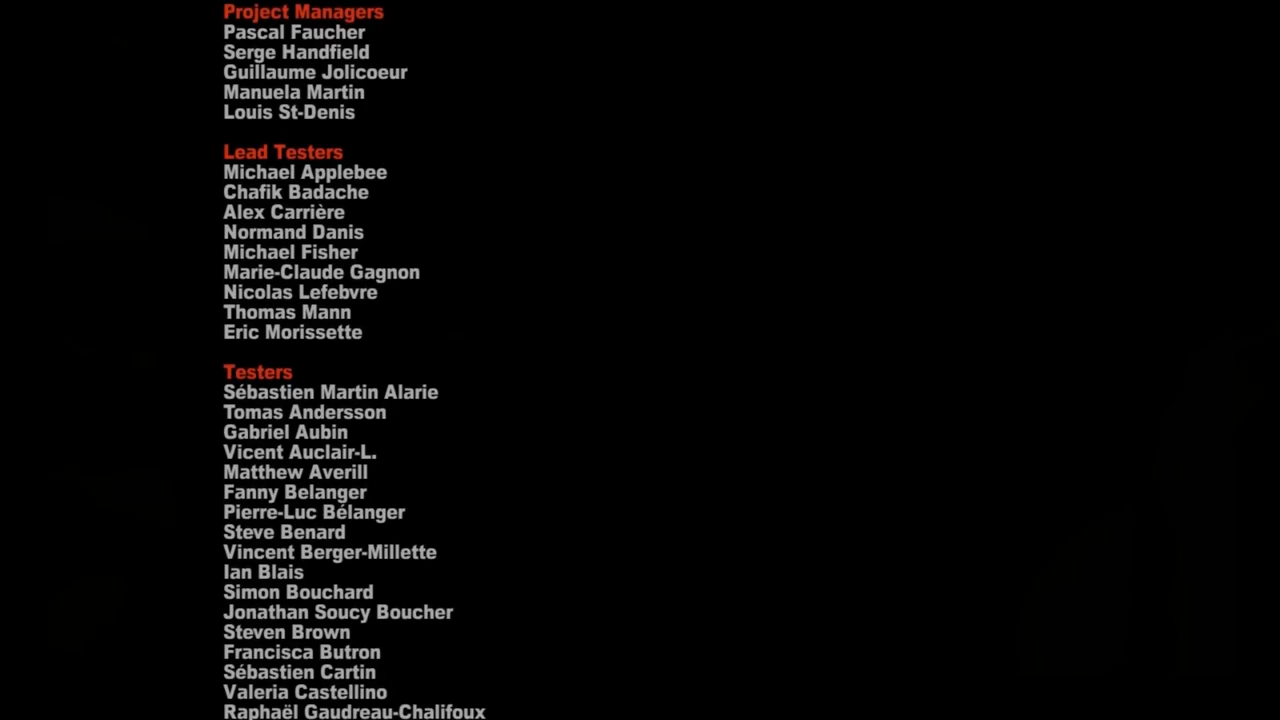 Project Managers
Pascal Faucher
Serge Handfield
Guillaume Jolicoeur
Manuela Martin
Louis St-Denis
Lead Testers
Michael Applebee
Chafik Badache
Alex Carrière
Normand Danis
Michael Fisher
Marie-Claude Gagnon
Nicolas Lefebvre
Thomas Mann
Eric Morissette
Testers
Sébastien Martin Alarie
Tomas Andersson
Gabriel Aubin
Vicent Auclair-L.
Matthew Averill
Fanny Belanger
Pierre-Luc Bélanger
Steve Benard
Vincent Berger-Millette
Ian Blais
Simon Bouchard
Jonathan Soucy Boucher
Steven Brown
Francisca Butron
Sébastien Cartin
Valeria Castellino
Raphaël Gaudreau-Chalifoux